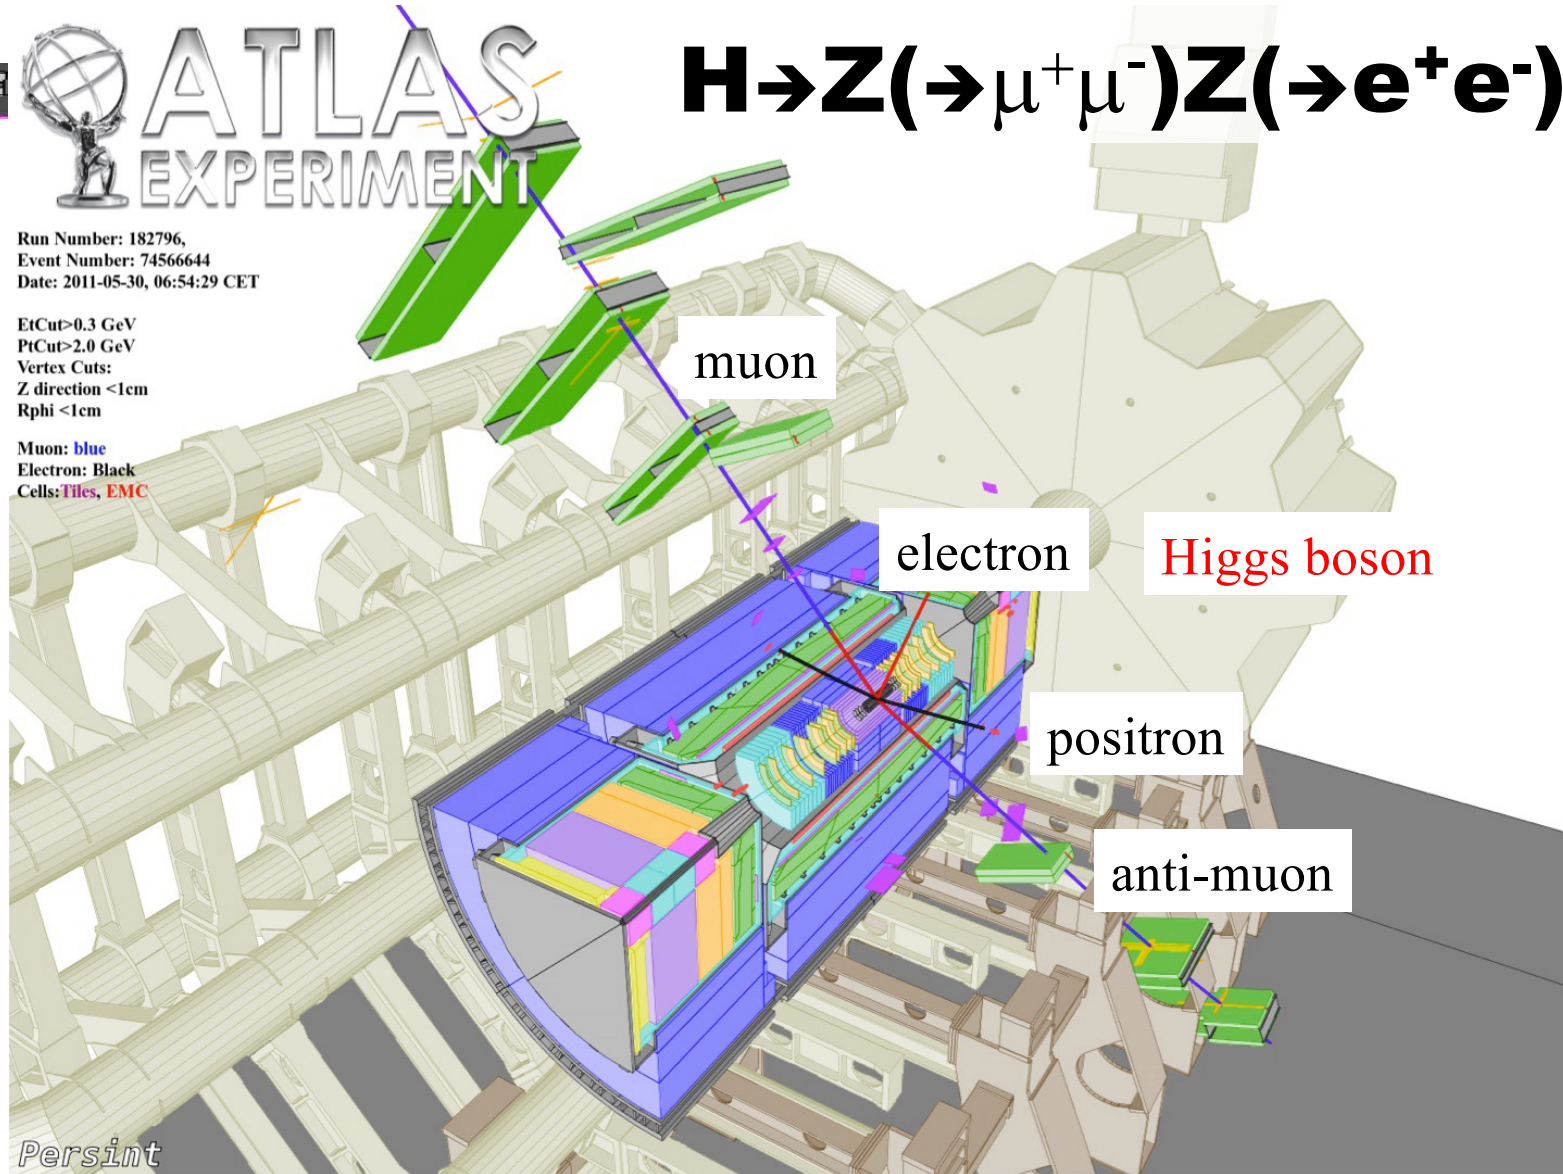 ATLAS
EXPERIMENT
H→Z(→μ⁺μ⁻)Z(→e⁺e⁻)
Run Number: 182796,
Event Number: 74566644
Date: 2011-05-30, 06:54:29 CET
EtCut>0.3 GeV
PtCut>2.0 GeV
Vertex Cuts:
Z direction <1cm
Rphi <1cm
Muon: blue
Electron: Black
Cells:Tiles, EMC
muon
electron
Higgs boson
positron
anti-muon
Persint